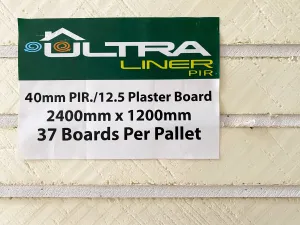 ULTRA
LINER
PIR
40mm PIR./12.5 Plaster Board
2400mm x 1200mm
37 Boards Per Pallet